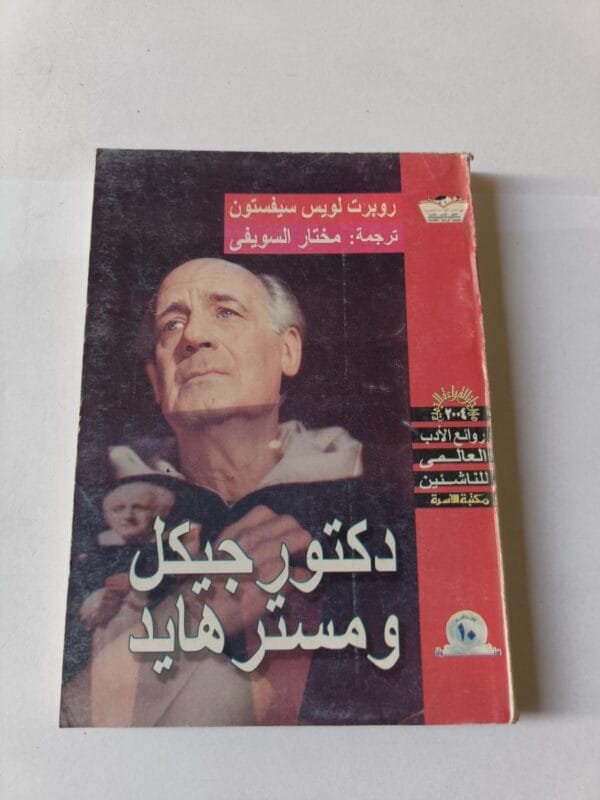 روبرت لويس سيفستون
ترجمة: مختار السويفى
٢٠٠٤
روائع الأدب
العالمى
للناشئين
مكتبة الأسرة
دكتور جيكل
ومستر هايد
١٠